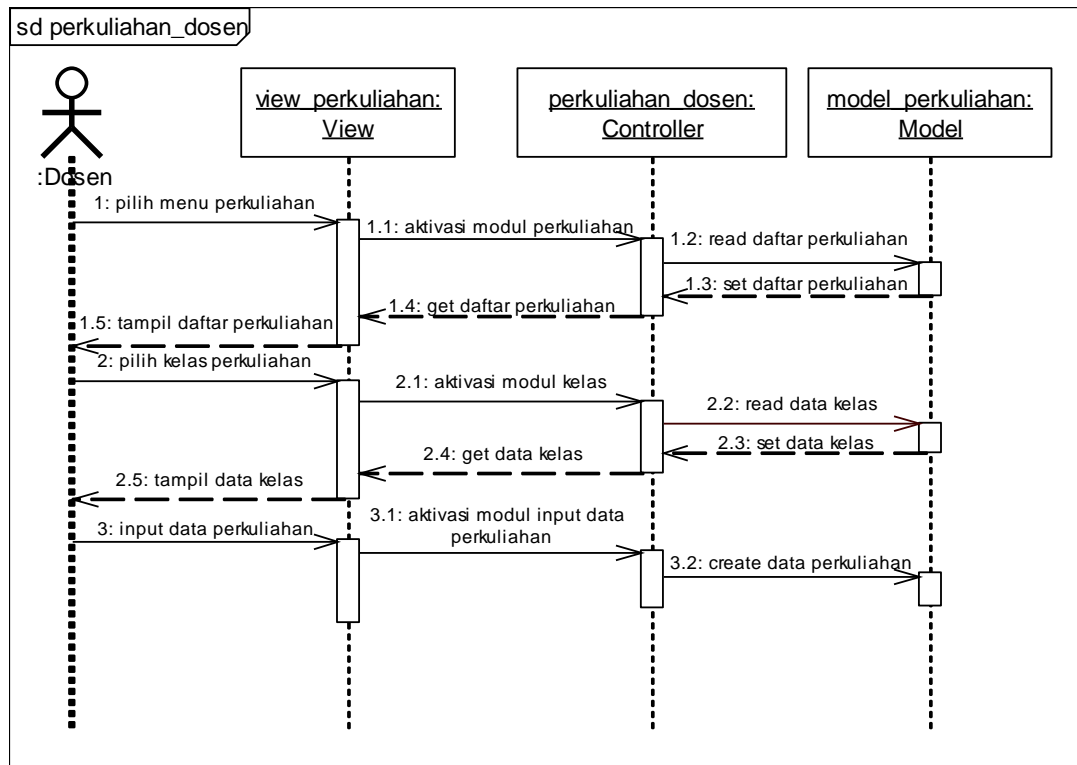 sd perkuliahan_dosen
view_perkuliahan:
View
perkuliahan_dosen:
Controller
model_perkuliahan:
Model
:Dosen
1: pilih menu perkuliahan
1.1: aktivasi modul perkuliahan
1.2: read daftar perkuliahan
1.3: set daftar perkuliahan
1.4: get daftar perkuliahan
1.5: tampil daftar perkuliahan
2: pilih kelas perkuliahan
2.1: aktivasi modul kelas
2.2: read data kelas
2.3: set data kelas
2.4: get data kelas
2.5: tampil data kelas
3: input data perkuliahan
3.1: aktivasi modul input data
perkuliahan
3.2: create data perkuliahan